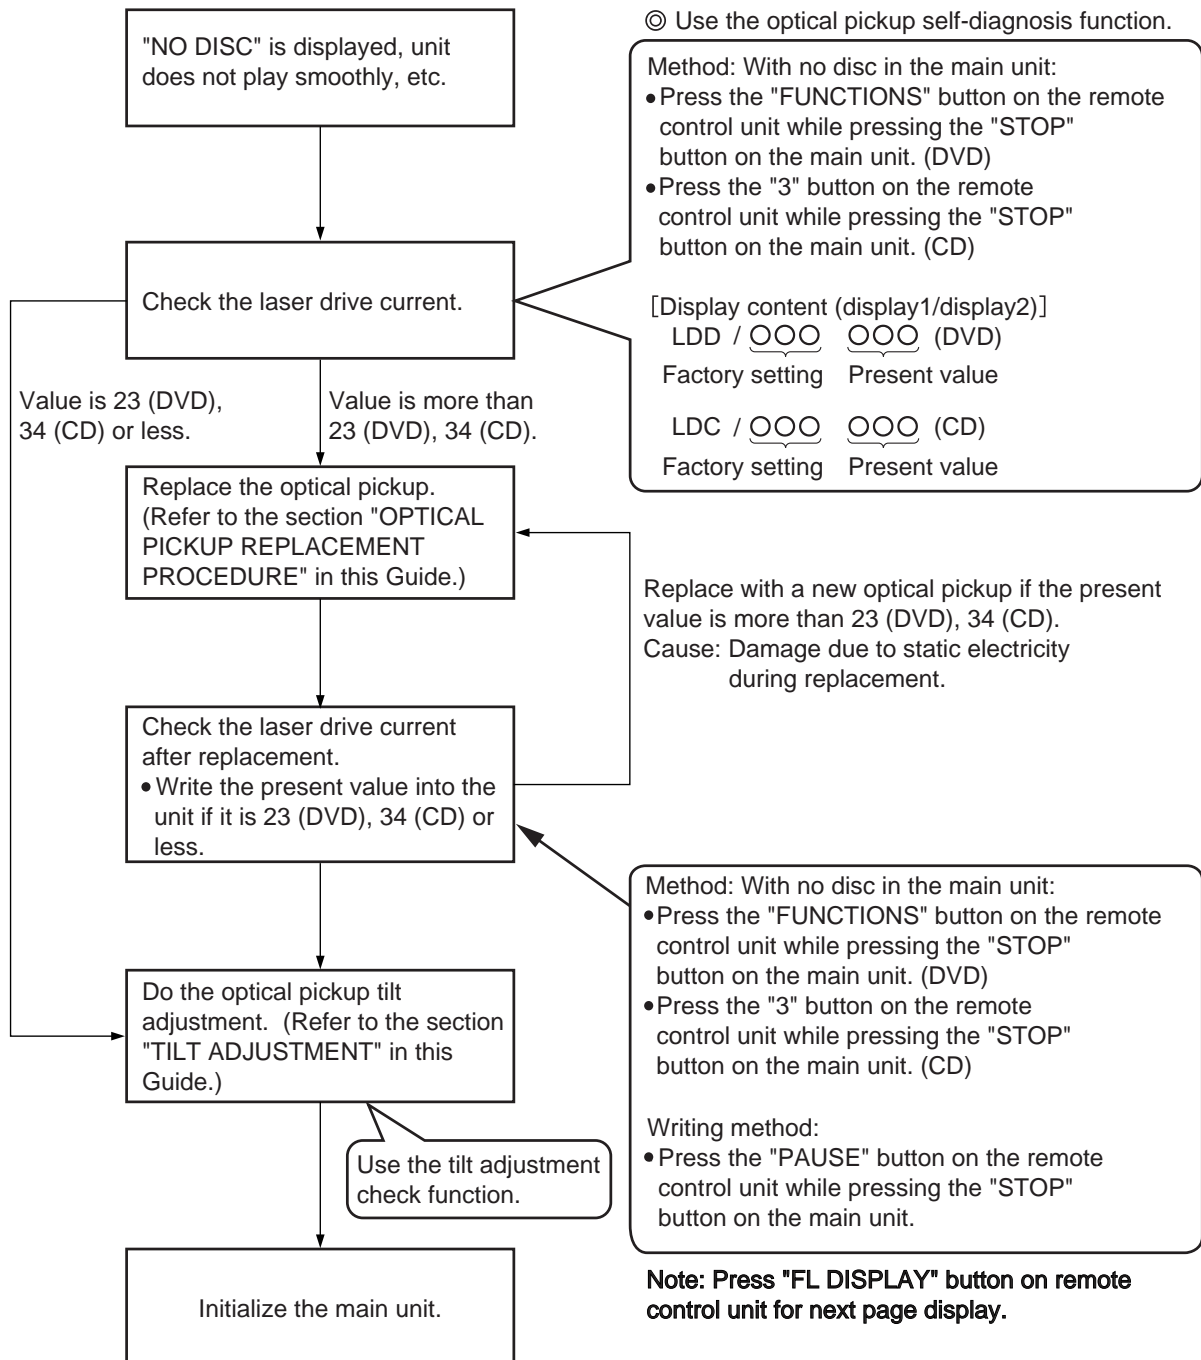 ◎ Use the optical pickup self-diagnosis function.
"NO DISC" is displayed, unit
does not play smoothly, etc.
Method: With no disc in the main unit:
•Press the "FUNCTIONS" button on the remote
control unit while pressing the "STOP"
button on the main unit. (DVD)
•Press the "3" button on the remote
control unit while pressing the "STOP"
button on the main unit. (CD)
[Display content (display1/display2)]
LDD / ○○○ ○○○ (DVD)
Factory setting Present value
LDC / ○○○ ○○○ (CD)
Factory setting Present value
Check the laser drive current.
Value is 23 (DVD),
34 (CD) or less.
Value is more than
23 (DVD), 34 (CD).
Replace the optical pickup.
(Refer to the section "OPTICAL
PICKUP REPLACEMENT
PROCEDURE" in this Guide.)
Replace with a new optical pickup if the present
value is more than 23 (DVD), 34 (CD).
Cause: Damage due to static electricity
during replacement.
Check the laser drive current
after replacement.
•Write the present value into the
unit if it is 23 (DVD), 34 (CD) or
less.
Method: With no disc in the main unit:
•Press the "FUNCTIONS" button on the remote
control unit while pressing the "STOP"
button on the main unit. (DVD)
•Press the "3" button on the remote
control unit while pressing the "STOP"
button on the main unit. (CD)
Writing method:
•Press the "PAUSE" button on the remote
control unit while pressing the "STOP"
button on the main unit.
Do the optical pickup tilt
adjustment. (Refer to the section
"TILT ADJUSTMENT" in this
Guide.)
Use the tilt adjustment
check function.
Note: Press "FL DISPLAY" button on remote
control unit for next page display.
Initialize the main unit.